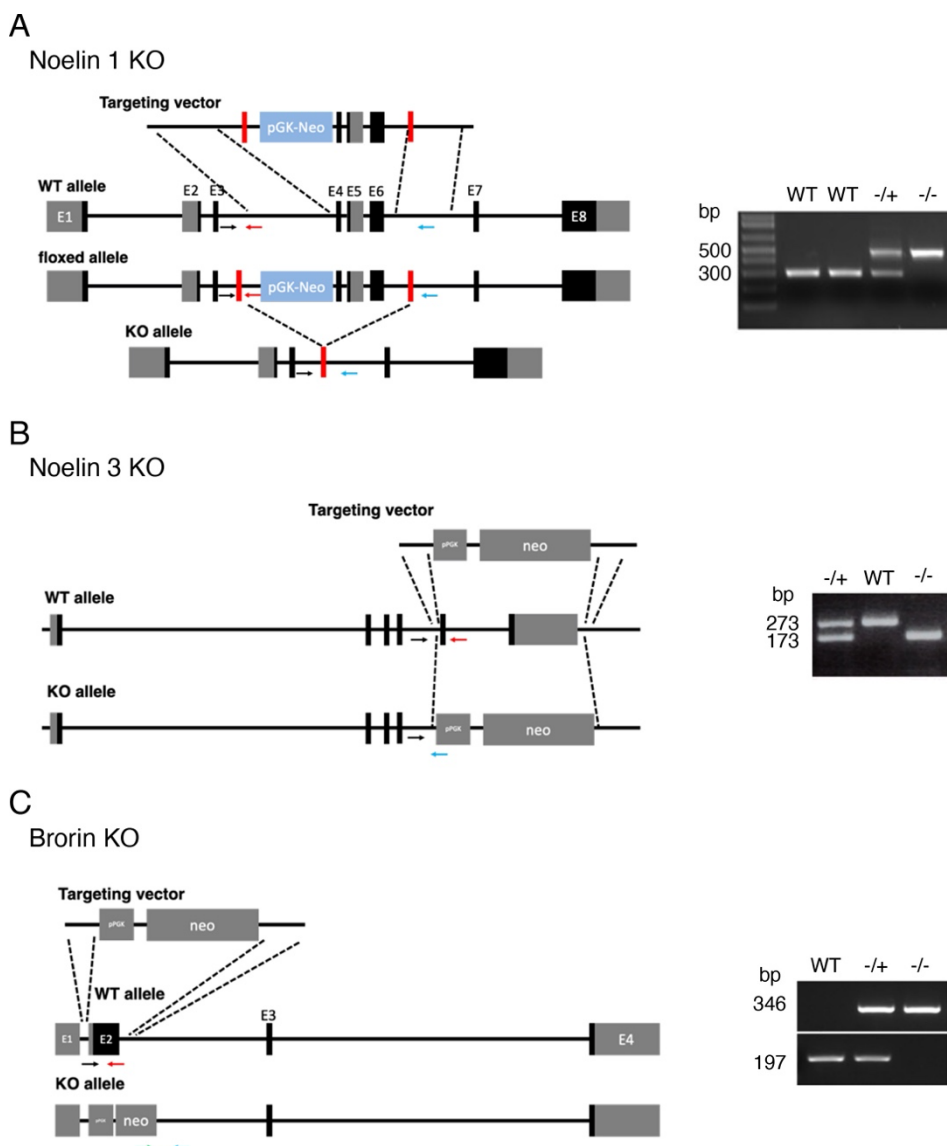 A
Noelin 1 KO
Targeting vector
pGK-Neo
WT allele
E2 E3 E4 E5 E6 E7
E1 E8
floxed allele
pGK-Neo
KO allele
WT WT -/+ -/-
bp
500
300
B
Noelin 3 KO
Targeting vector
pPGK neo
WT allele
KO allele
pPGK neo
-/+ WT -/-
bp
273
173
C
Brorin KO
Targeting vector
pPGK neo
WT allele
E3
E1 E2 E4
KO allele
pPGK neo
WT -/+ -/-
bp
346
197